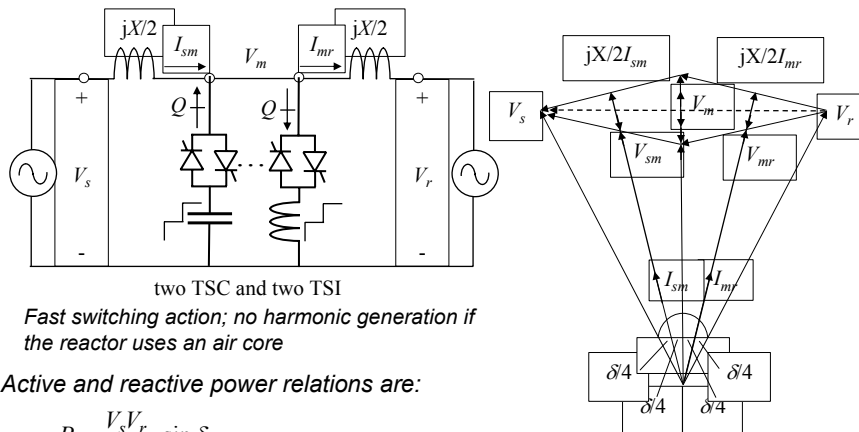 jX/2
I_sm
V_m
I_mr
jX/2
+
Q
Q
+
V_s
V_r
...
-
-
two TSC and two TSI
Fast switching action; no harmonic generation if
the reactor uses an air core
Active and reactive power relations are:
V_sV_r
jX/2I_sm
jX/2I_mr
V_s
V_m
V_r
V_sm
V_mr
I_sm
I_mr
δ/4
δ/4
δ/4
δ/4